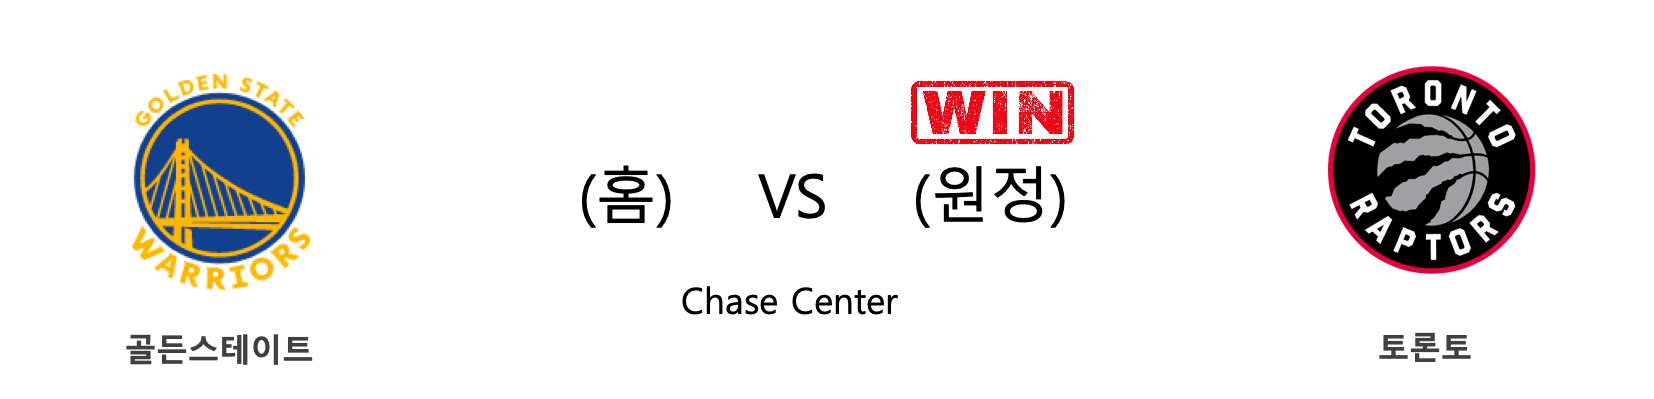 GOLDEN STATE
WARRIORS
골든스테이트
WIN
(홈) VS (원정)
Chase Center
TORONTO
RAPTORS
토론토